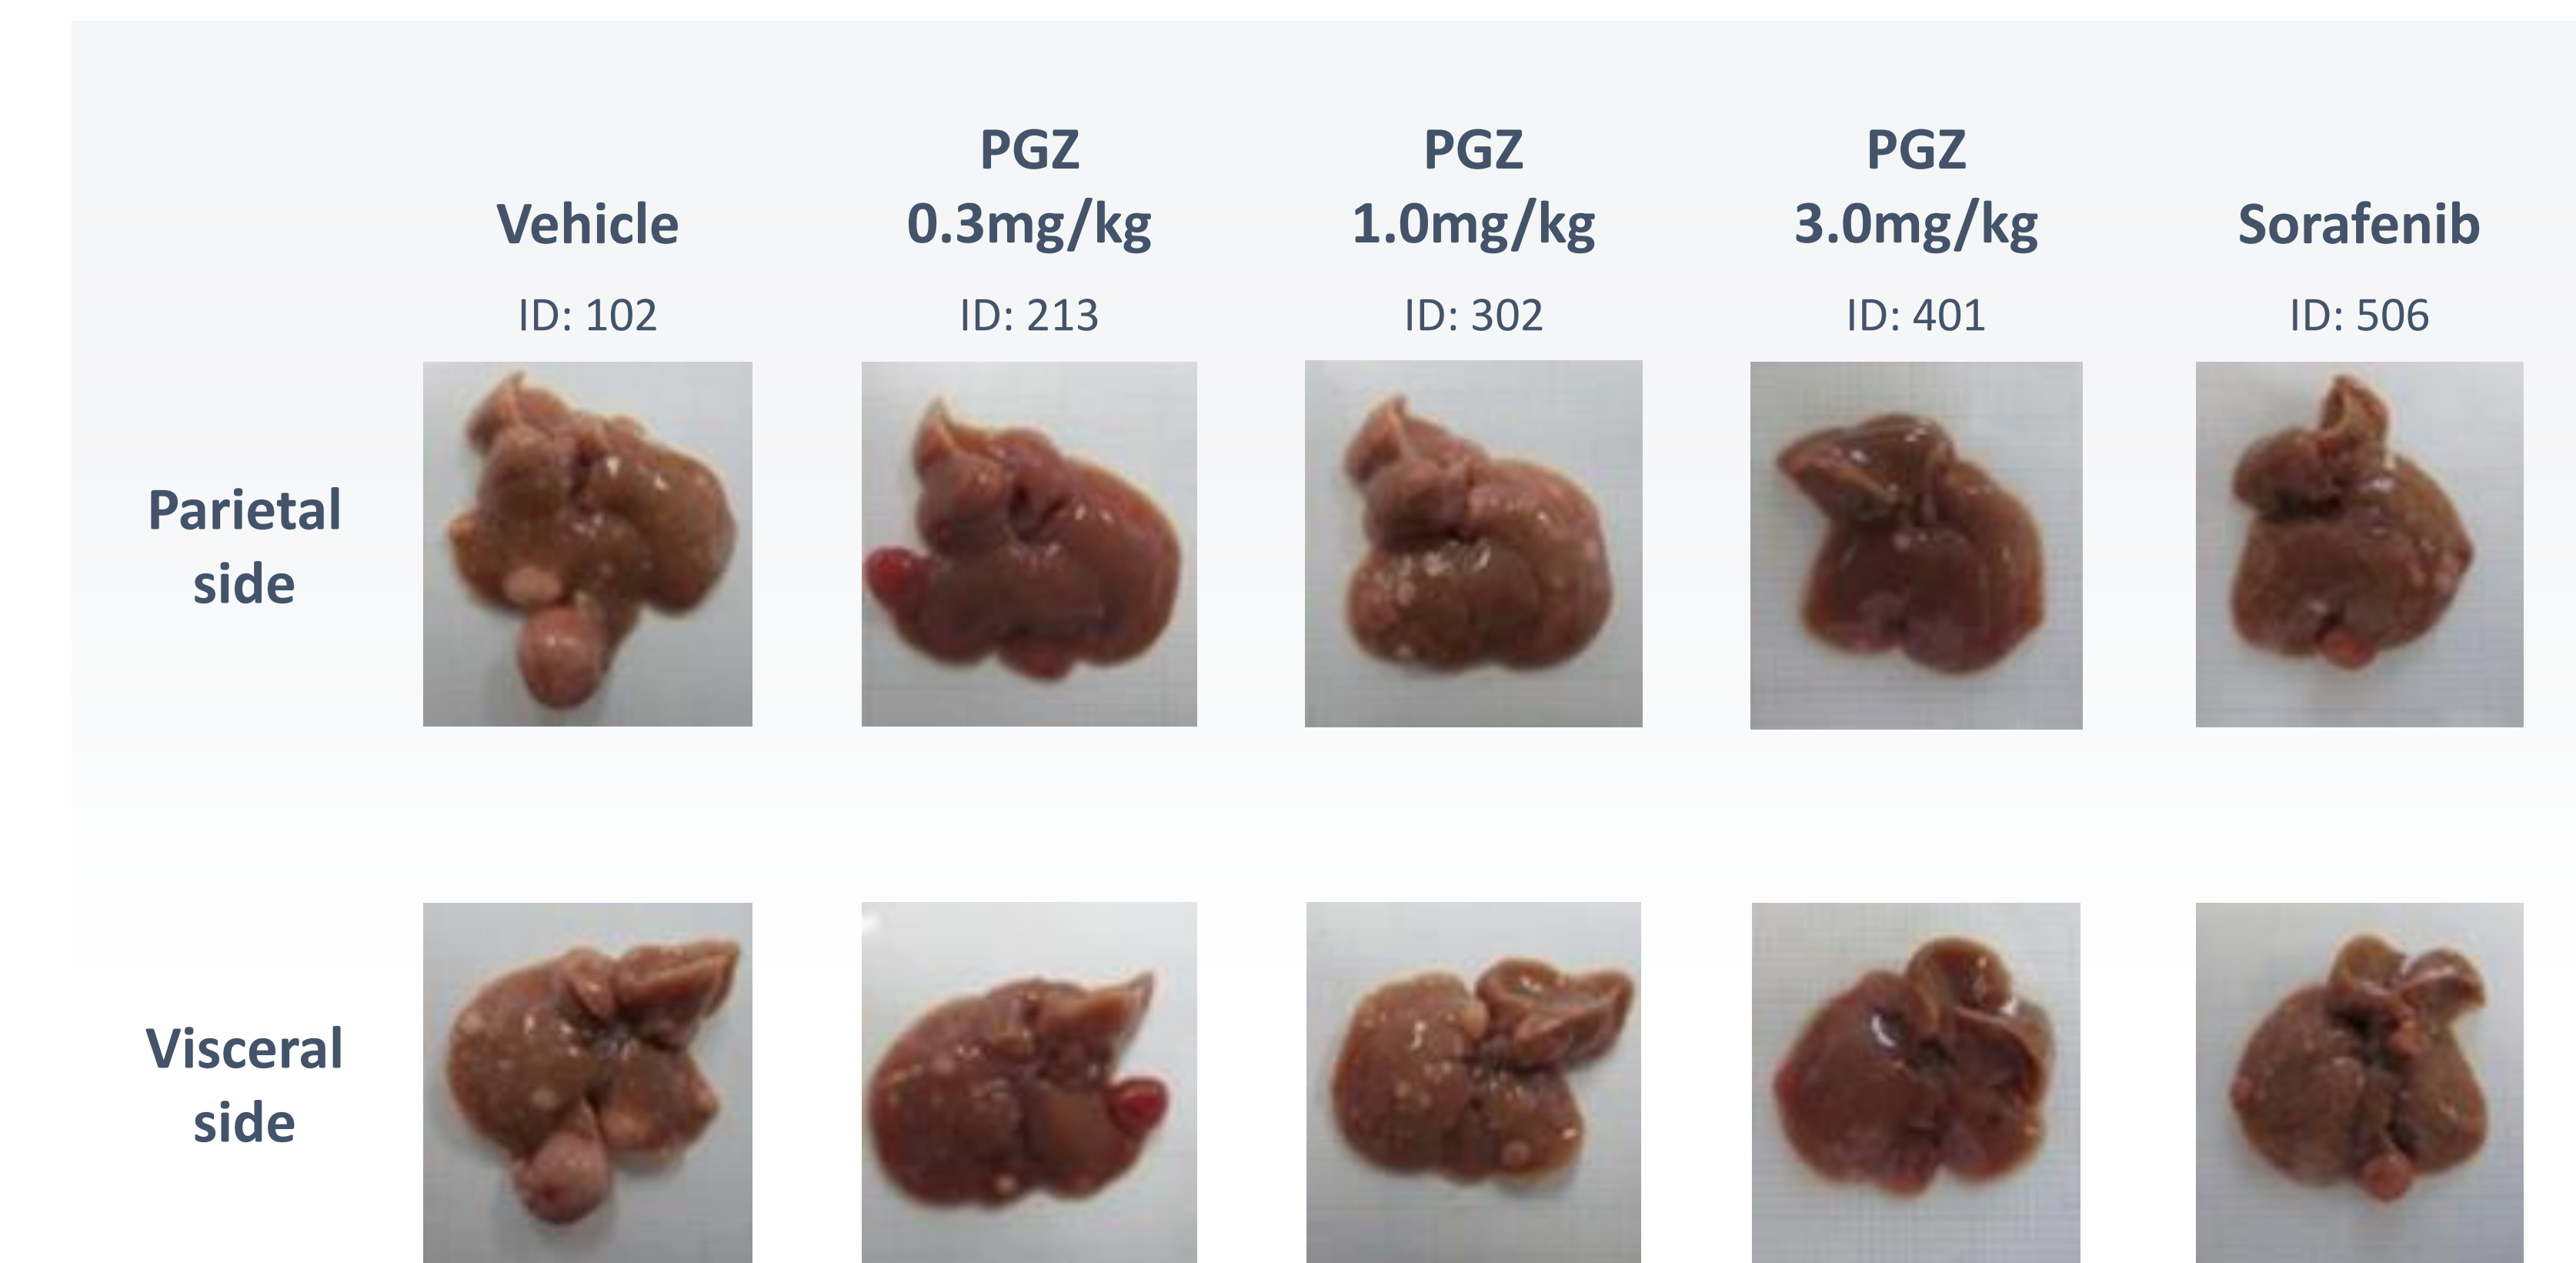 Vehicle
PGZ
0.3mg/kg
PGZ
1.0mg/kg
PGZ
3.0mg/kg
Sorafenib
ID: 102
ID: 213
ID: 302
ID: 401
ID: 506
Parietal
side
Visceral
side